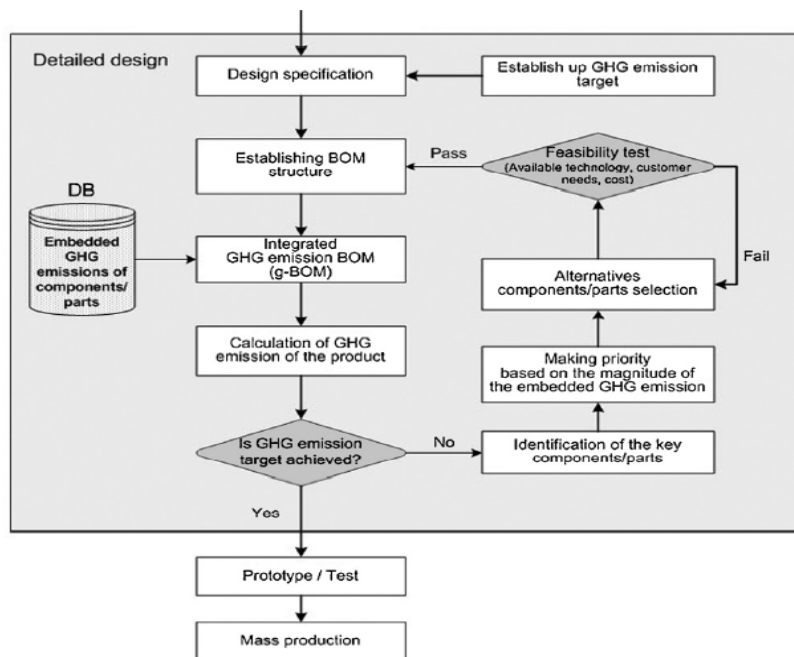 Detailed design
Design specification
Establish up GHG emission
target
Establishing BOM
structure
Pass
Feasibility test
(Available technology, customer
needs, cost)
DB
Embedded
GHG
emissions of
components/
parts
Integrated
GHG emission BOM
(g-BOM)
Alternatives
components/parts selection
Fail
Calculation of GHG
emission of the product
Making priority
based on the magnitude of
the embedded GHG emission
Is GHG emission
target achieved?
No
Identification of the key
components/parts
Yes
Prototype / Test
Mass production